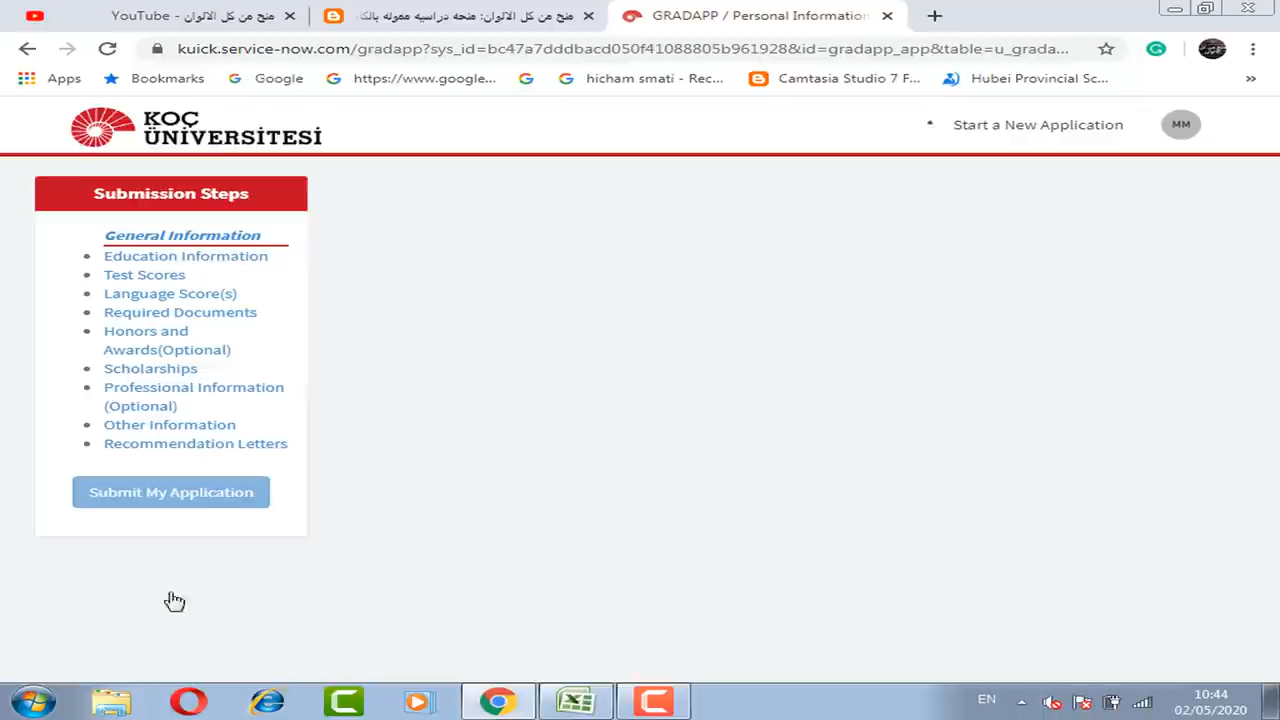 YouTube - منح من كل الالوان
منح من كل الالوان: منحه دراسيه مموله بالكا
GRADAPP / Personal Information
kuick.service-now.com/gradapp?sys_id=bc47a7dddbacd050f41088805b961928&id=gradapp_app&table=u_grada...
Apps
Bookmarks
Google
https://www.google...
hicham smati - Rec...
Camtasia Studio 7 F...
Hubei Provincial Sc...
»
KOÇ
ÜNİVERSİTESİ
Start a New Application
MM
Submission Steps
General Information
Education Information
Test Scores
Language Score(s)
Required Documents
Honors and
Awards(Optional)
Scholarships
Professional Information
(Optional)
Other Information
Recommendation Letters
Submit My Application
EN
10:44
02/05/2020